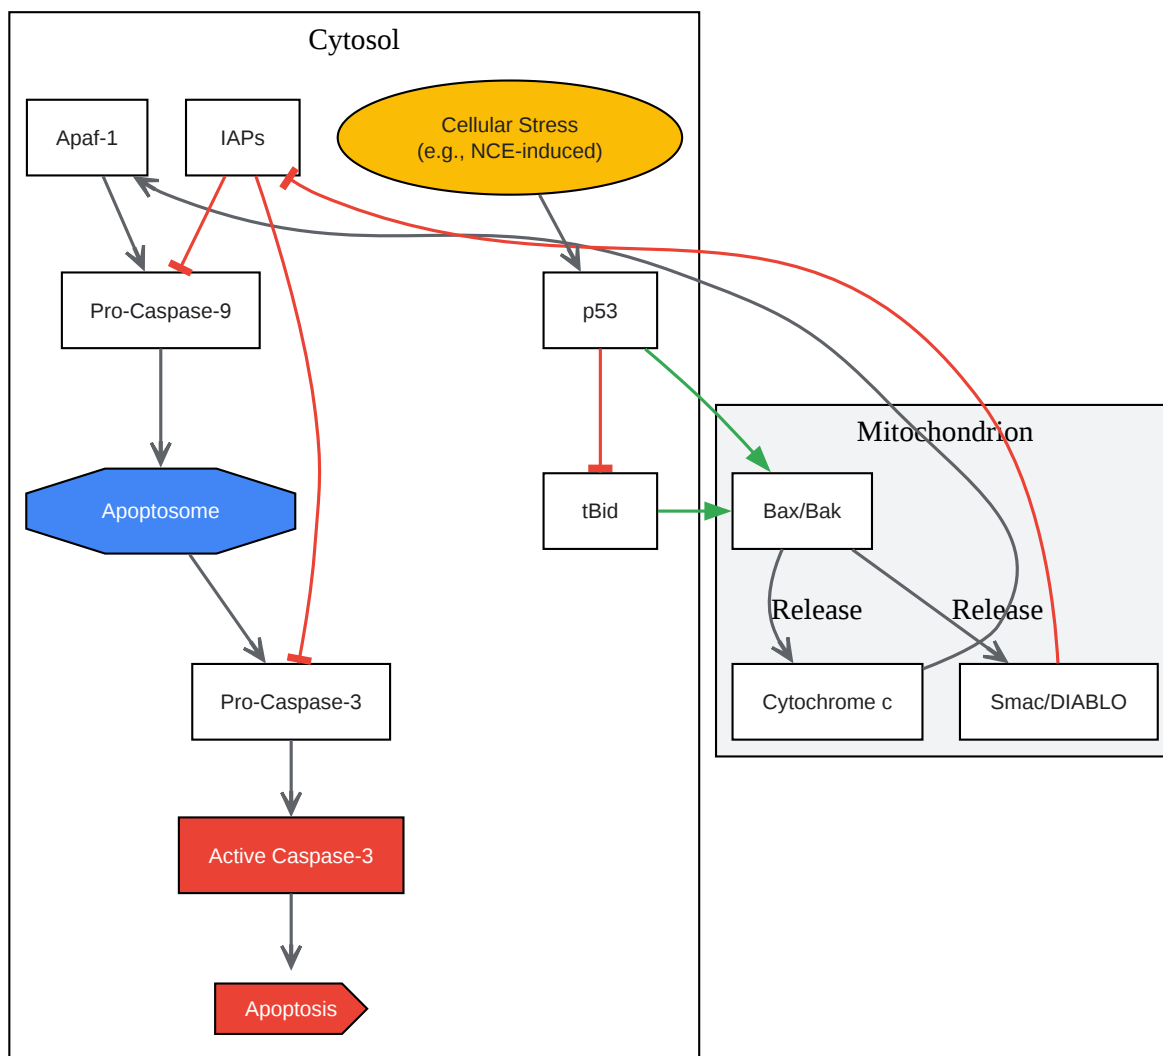 Cytosol
Apaf-1
IAPs
Cellular Stress
(e.g., NCE-induced)
Pro-Caspase-9
p53
Mitochondrion
Apoptosome
tBid
Bax/Bak
Release
Release
Pro-Caspase-3
Cytochrome c
Smac/DIABLO
Active Caspase-3
Apoptosis